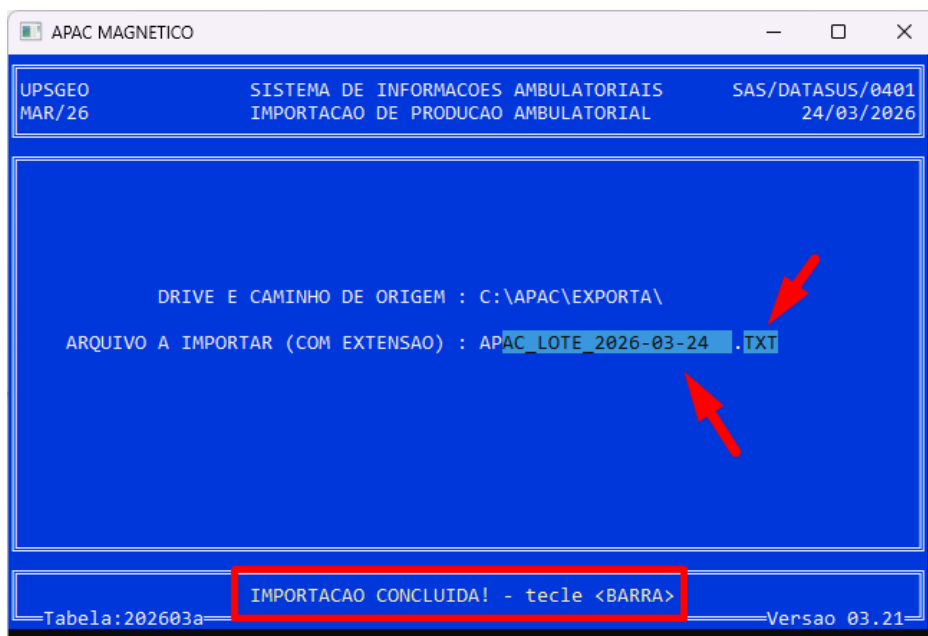 APAC MAGNETICO
UPSGEO SISTEMA DE INFORMACOES AMBULATORIAIS SAS/DATASUS/0401
MAR/26 IMPORTACAO DE PRODUCAO AMBULATORIAL 24/03/2026
DRIVE E CAMINHO DE ORIGEM : C:\APAC\EXPORTA\
ARQUIVO A IMPORTAR (COM EXTENSAO) : APAC_LOTE_2026-03-24 .TXT
IMPORTACAO CONCLUIDA! - tecle <BARRA>
Tabela:202603a Versao 03.21